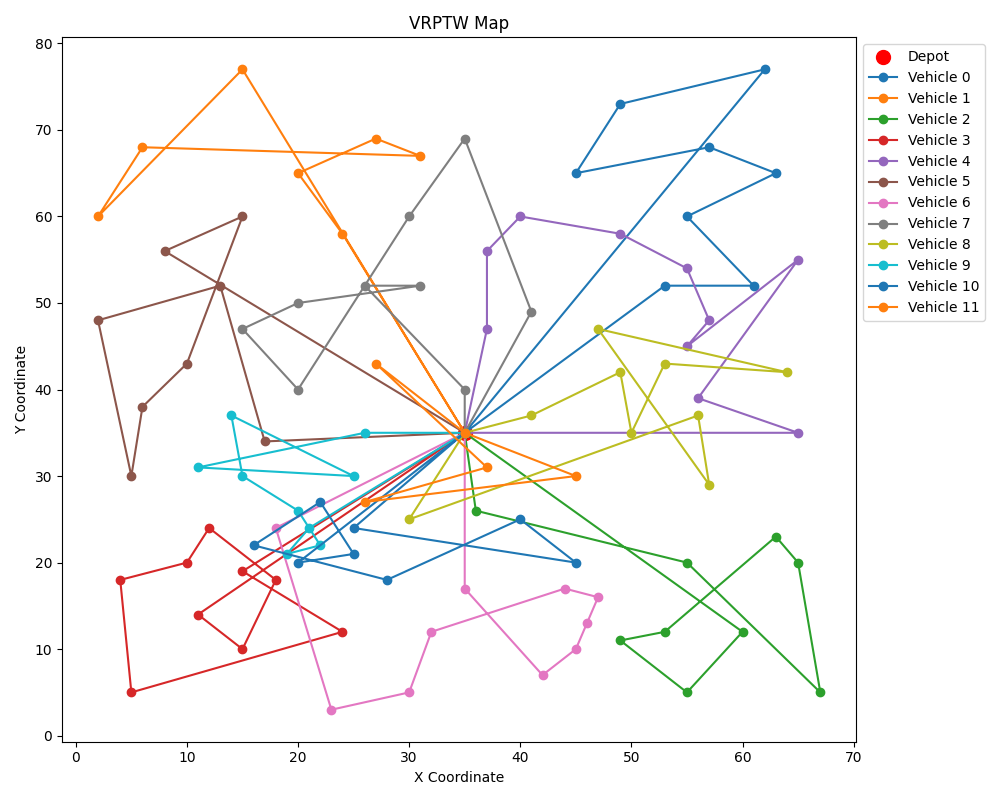 VRPTW Map
80
70
60
50
40
30
20
10
0
Y Coordinate
0 10 20 30 40 50 60 70
X Coordinate
Depot
Vehicle 0
Vehicle 1
Vehicle 2
Vehicle 3
Vehicle 4
Vehicle 5
Vehicle 6
Vehicle 7
Vehicle 8
Vehicle 9
Vehicle 10
Vehicle 11